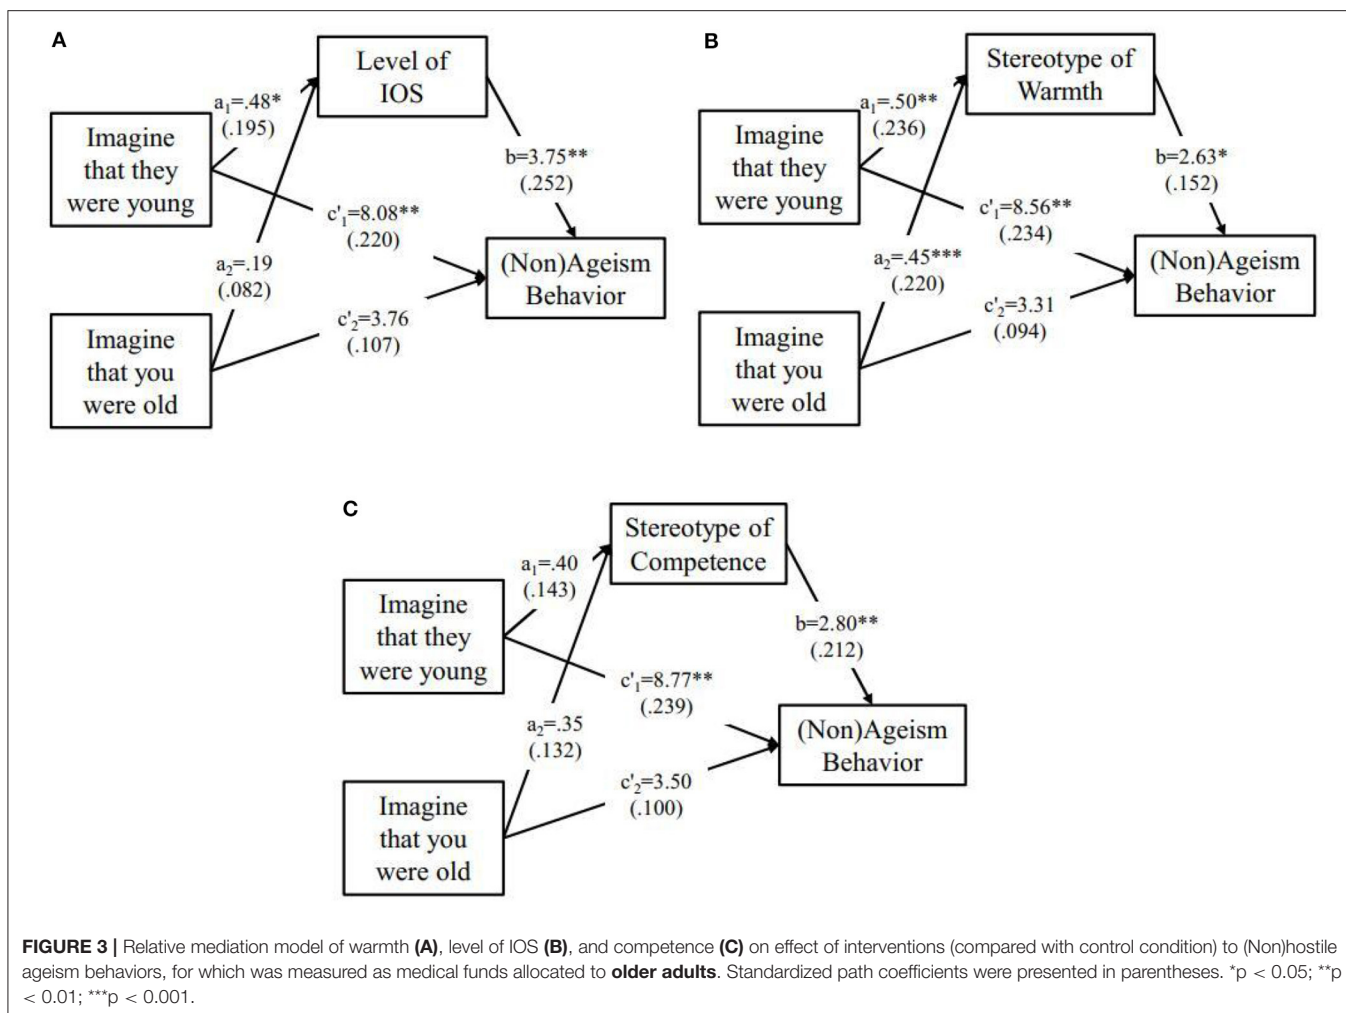 A
Level of
IOS
a₁=.48*
(.195)
Imagine
that they
were young
b=3.75**
(.252)
c'₁=8.08**
(.220)
a₂=.19
(.082)
(Non)Ageism
Behavior
c'₂=3.76
(.107)
Imagine
that you
were old
B
Stereotype of
Warmth
a₁=.50**
(.236)
Imagine
that they
were young
b=2.63*
(.152)
c'₁=8.56**
(.234)
a₂=.45***
(.220)
(Non)Ageism
Behavior
c'₂=3.31
(.094)
Imagine
that you
were old
C
Stereotype of
Competence
a₁=.40
(.143)
Imagine
that they
were young
b=2.80**
(.212)
c'₁=8.77**
(.239)
a₂=.35
(.132)
(Non)Ageism
Behavior
c'₂=3.50
(.100)
Imagine
that you
were old
FIGURE 3 | Relative mediation model of warmth (A), level of IOS (B), and competence (C) on effect of interventions (compared with control condition) to (Non)hostile
ageism behaviors, for which was measured as medical funds allocated to older adults. Standardized path coefficients were presented in parentheses. *p < 0.05; **p
< 0.01; ***p < 0.001.